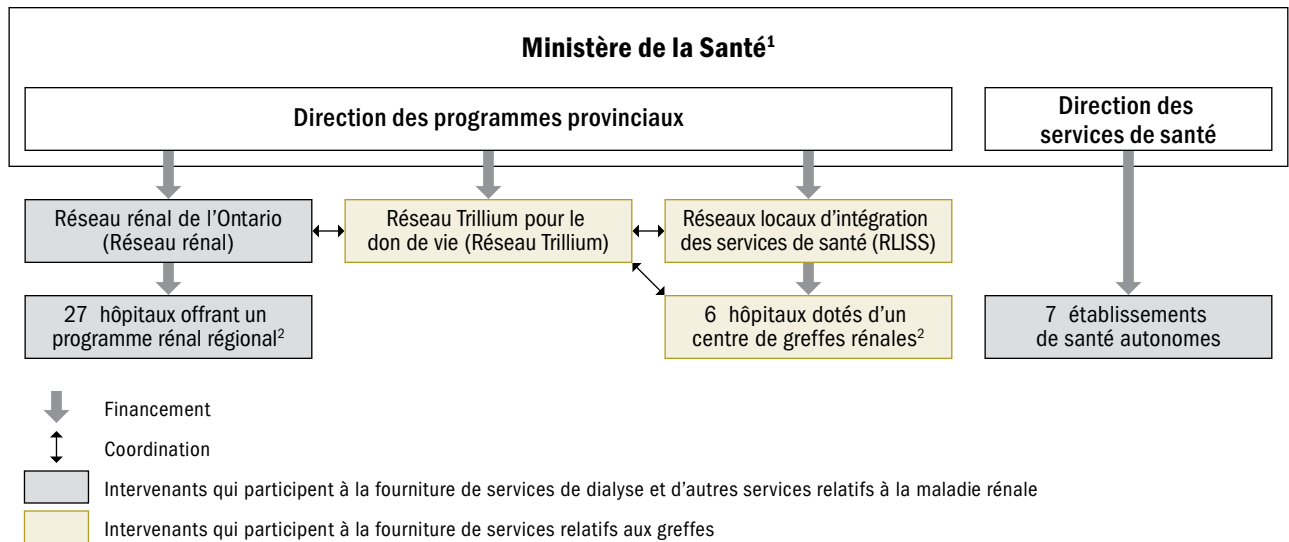 Ministère de la Santé¹
Direction des programmes provinciaux
Direction des
services de santé
Réseau rénal de l’Ontario
(Réseau rénal)
Réseau Trillium pour le
don de vie (Réseau Trillium)
Réseaux locaux d’intégration
des services de santé (RLISS)
27 hôpitaux offrant un
programme rénal régional²
6 hôpitaux dotés d’un
centre de greffes rénales²
7 établissements
de santé autonomes
Financement
Coordination
Intervenants qui participent à la fourniture de services de dialyse et d’autres services relatifs à la maladie rénale
Intervenants qui participent à la fourniture de services relatifs aux greffes